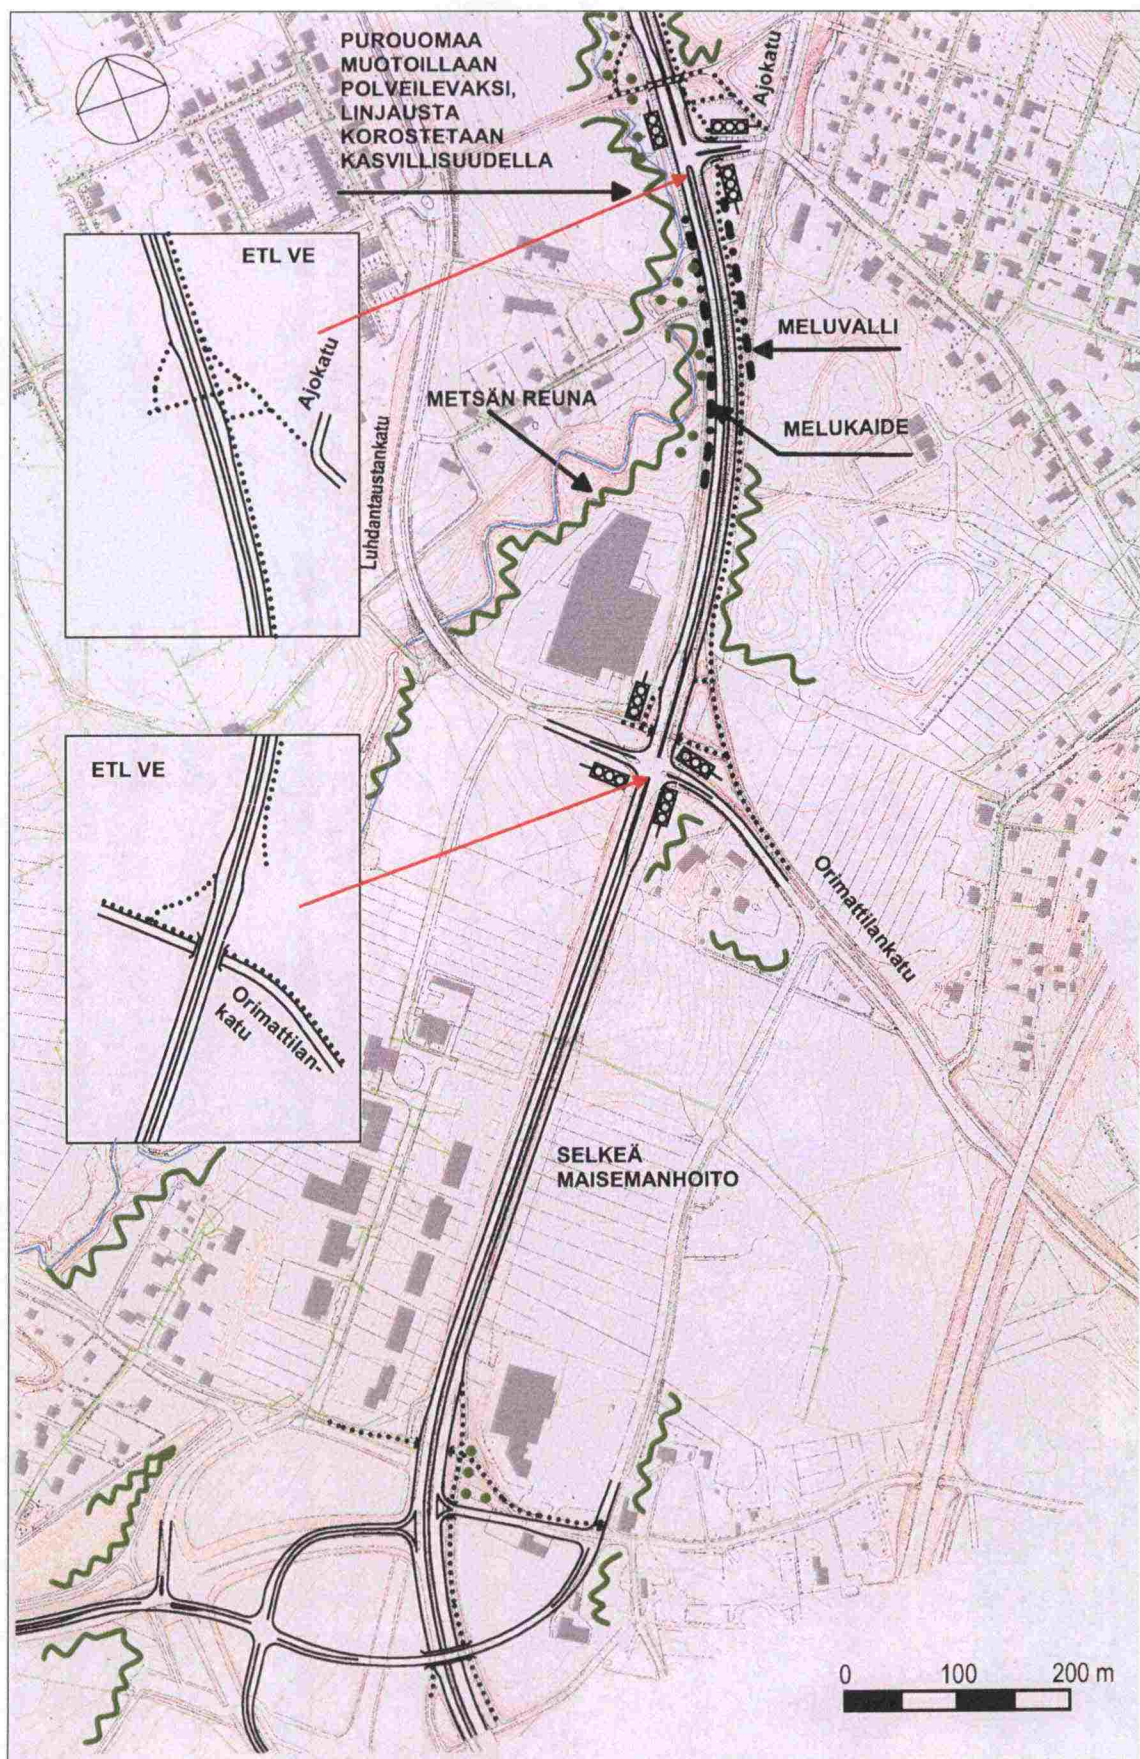 PUROUOMAA
MUOTOILLAAN
POLVEILEVAKSI,
LINJAUSTA
KOROSTETAAN
KASVILLISUUDELLA
Ajokatu
ETL VE
Ajokatu
MELUVALLI
METSÄN REUNA
MELUKAIDE
Luhdantaustankatu
ETL VE
Orimattilan-
katu
Orimattilankatu
SELKEÄ
MAISEMANHOITO
0 100 200 m